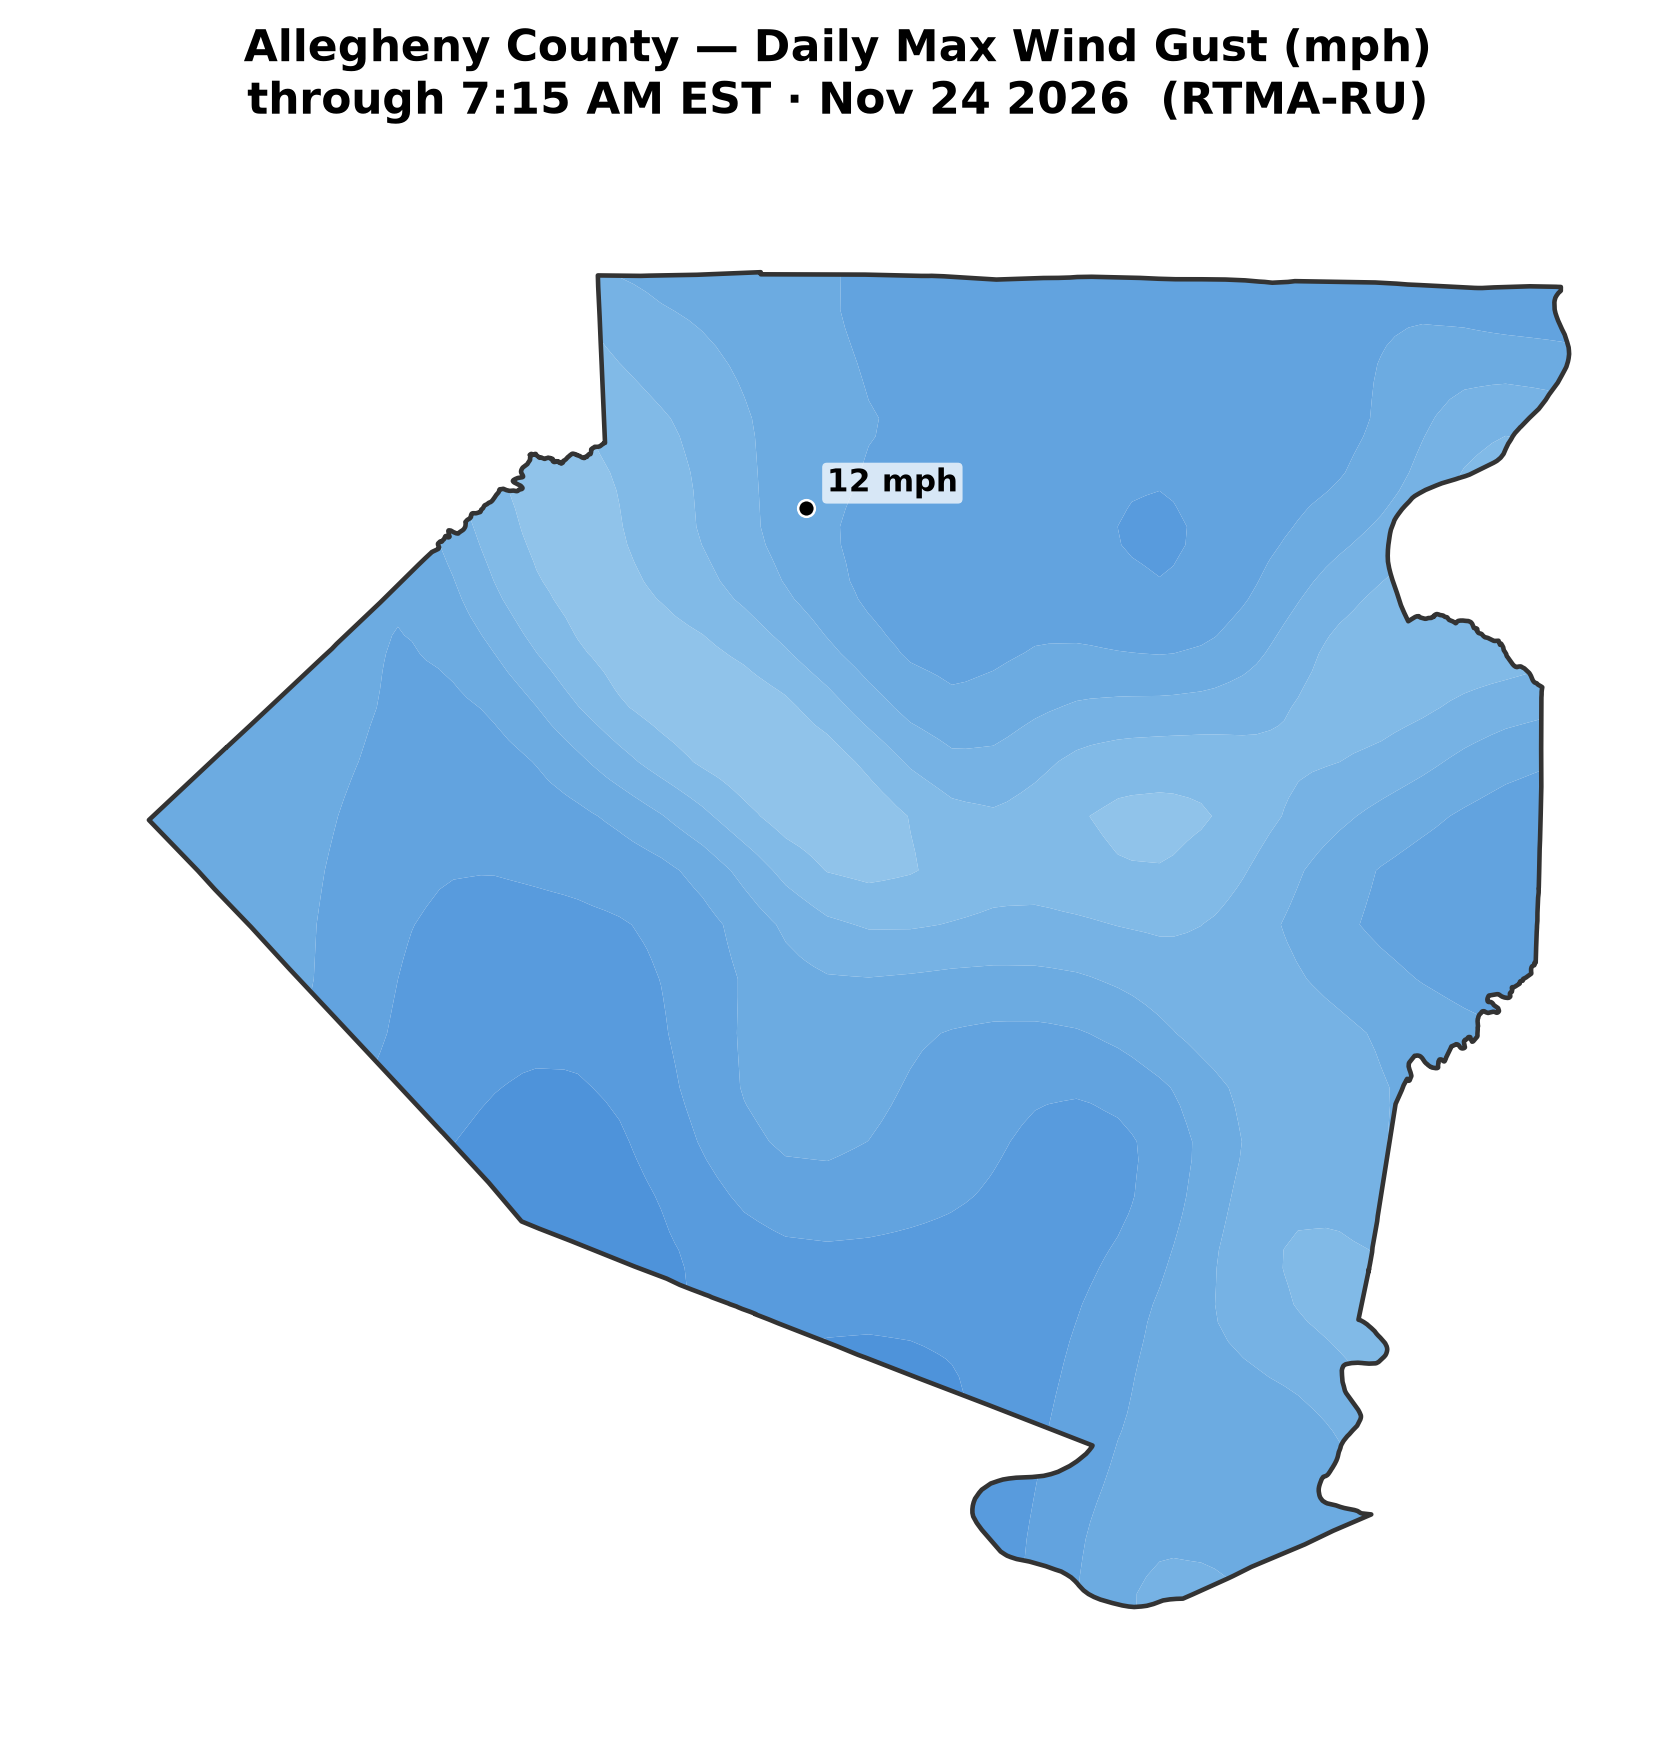 Allegheny County — Daily Max Wind Gust (mph)
through 7:15 AM EST · Nov 24 2026  (RTMA-RU)
12 mph